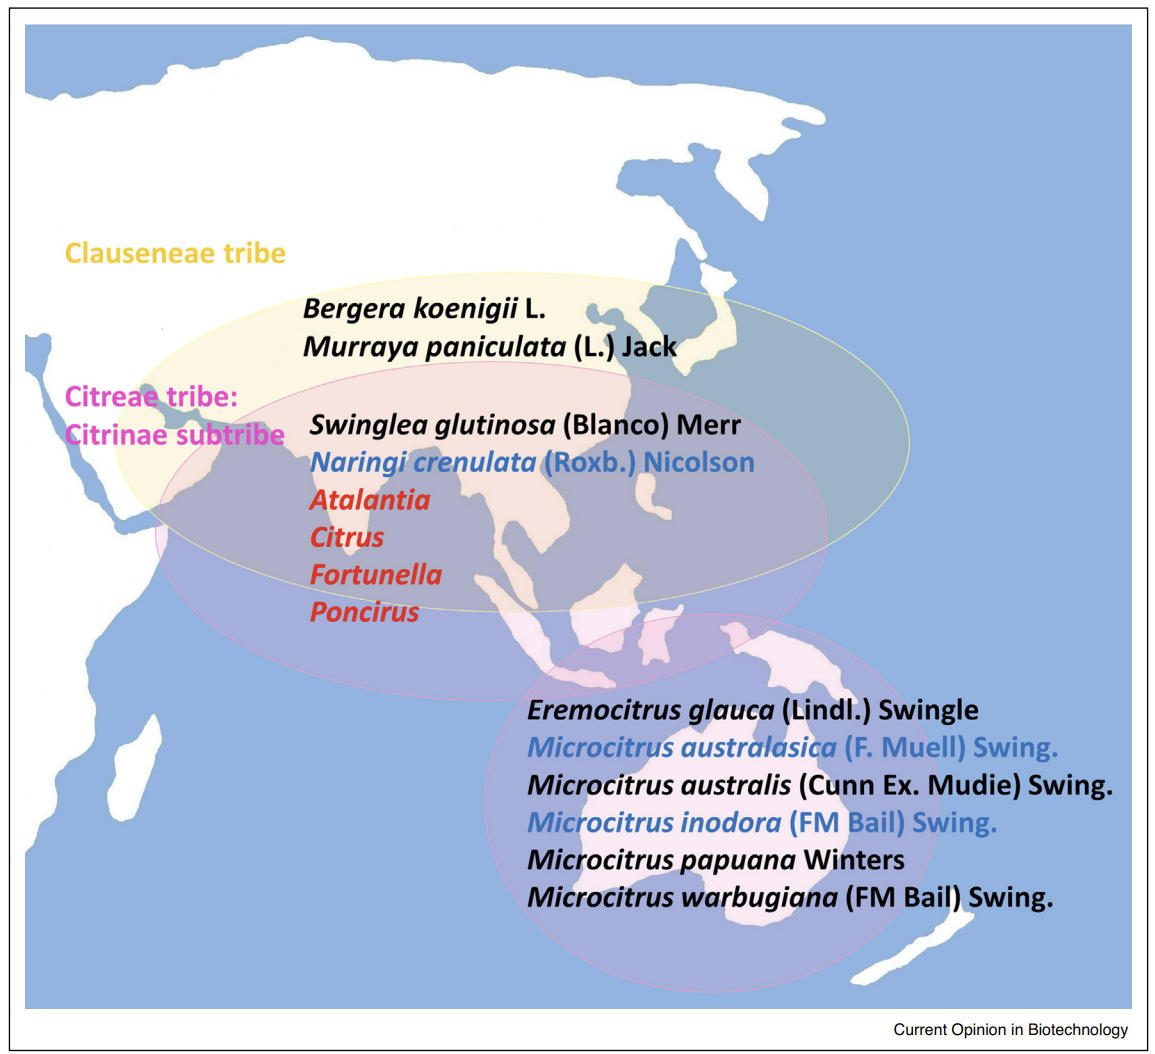 Clauseneae tribe
Bergera koenigii L.
Murraya paniculata (L.) Jack
Citreae tribe:
Citrinae subtribe
Swinglea glutinosa (Blanco) Merr
Naringi crenulata (Roxb.) Nicolson
Atalantia
Citrus
Fortunella
Poncirus
Eremocitrus glauca (Lindl.) Swingle
Microcitrus australasica (F. Muell) Swing.
Microcitrus australis (Cunn Ex. Mudie) Swing.
Microcitrus inodora (FM Bail) Swing.
Microcitrus papuana Winters
Microcitrus warbugiana (FM Bail) Swing.
Current Opinion in Biotechnology